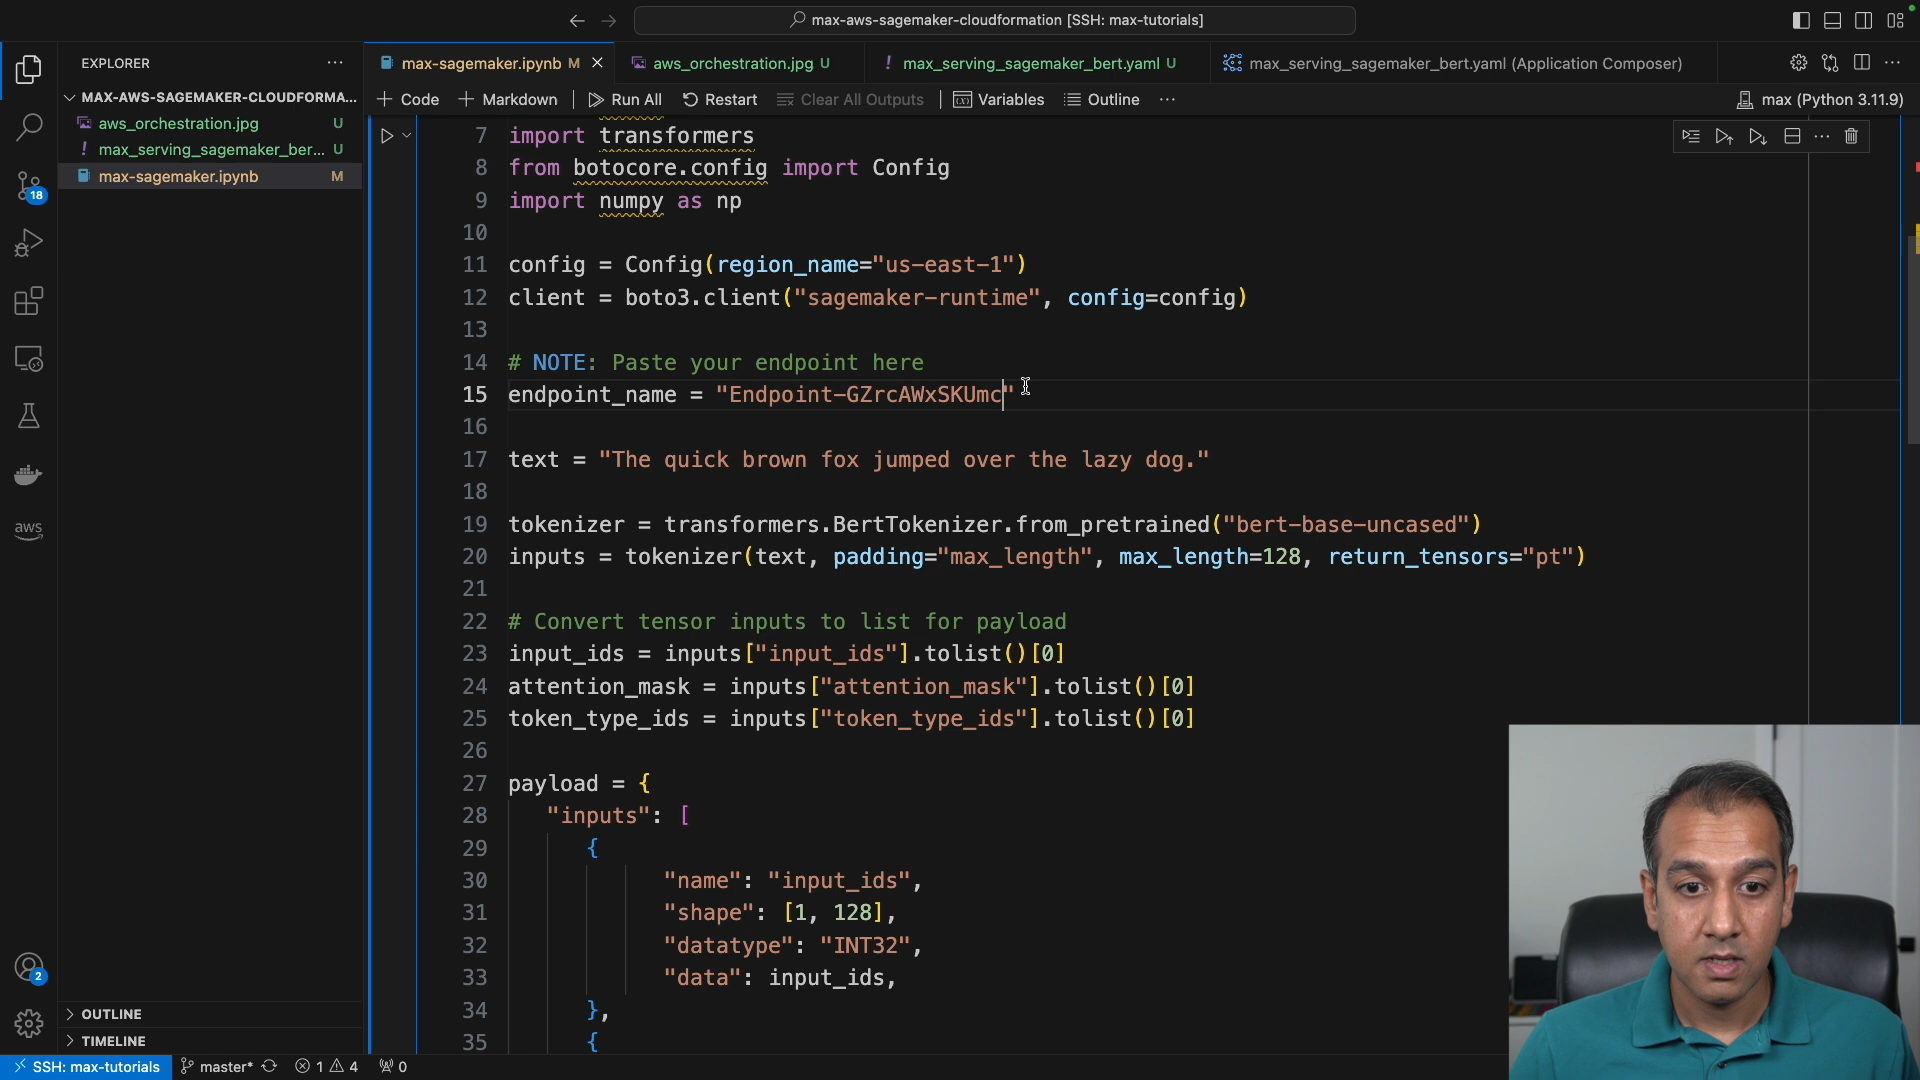 max-aws-sagemaker-cloudformation [SSH: max-tutorials]
EXPLORER
MAX-AWS-SAGEMAKER-CLOUDFORMA...
aws_orchestration.jpg U
! max_serving_sagemaker_ber... U
max-sagemaker.ipynb M
18
aws
2
OUTLINE
TIMELINE
max-sagemaker.ipynb M
aws_orchestration.jpg U
! max_serving_sagemaker_bert.yaml U
max_serving_sagemaker_bert.yaml (Application Composer)
+ Code + Markdown Run All Restart Clear All Outputs Variables Outline ...
max (Python 3.11.9)
7 import transformers
8 from botocore.config import Config
9 import numpy as np
10
11 config = Config(region_name="us-east-1")
12 client = boto3.client("sagemaker-runtime", config=config)
13
14 # NOTE: Paste your endpoint here
15 endpoint_name = "Endpoint-GZrcAWxSKUmc"
16
17 text = "The quick brown fox jumped over the lazy dog."
18
19 tokenizer = transformers.BertTokenizer.from_pretrained("bert-base-uncased")
20 inputs = tokenizer(text, padding="max_length", max_length=128, return_tensors="pt")
21
22 # Convert tensor inputs to list for payload
23 input_ids = inputs["input_ids"].tolist()[0]
24 attention_mask = inputs["attention_mask"].tolist()[0]
25 token_type_ids = inputs["token_type_ids"].tolist()[0]
26
27 payload = {
28 "inputs": [
29 {
30 "name": "input_ids",
31 "shape": [1, 128],
32 "datatype": "INT32",
33 "data": input_ids,
34 },
35 {
SSH: max-tutorials master* 1 4 0